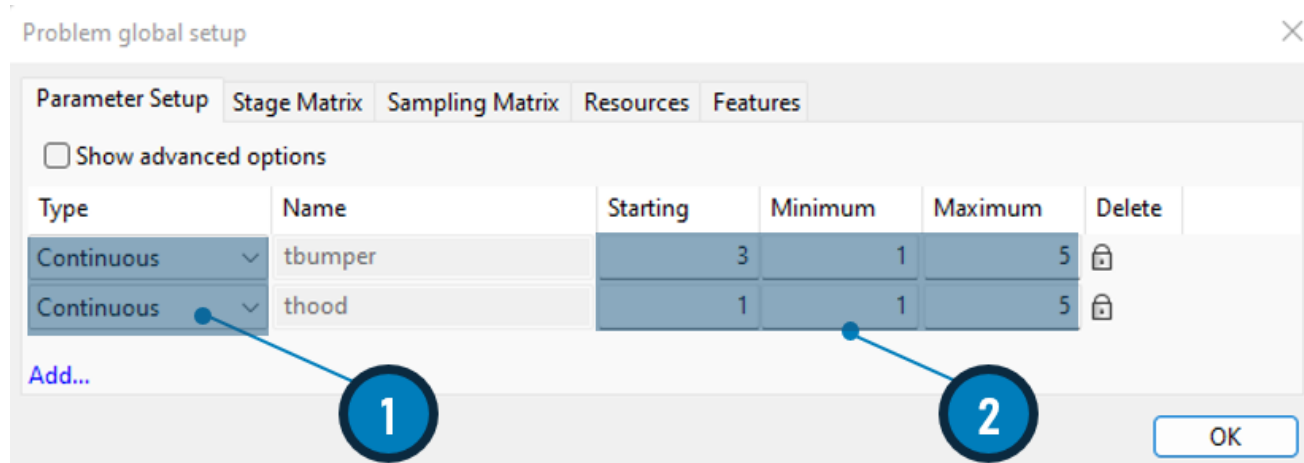 Problem global setup
Parameter Setup Stage Matrix Sampling Matrix Resources Features
Show advanced options
Type Name Starting Minimum Maximum Delete
Continuous tbumper 3 1 5
Continuous thood 1 1 5
Add...
1 2
OK